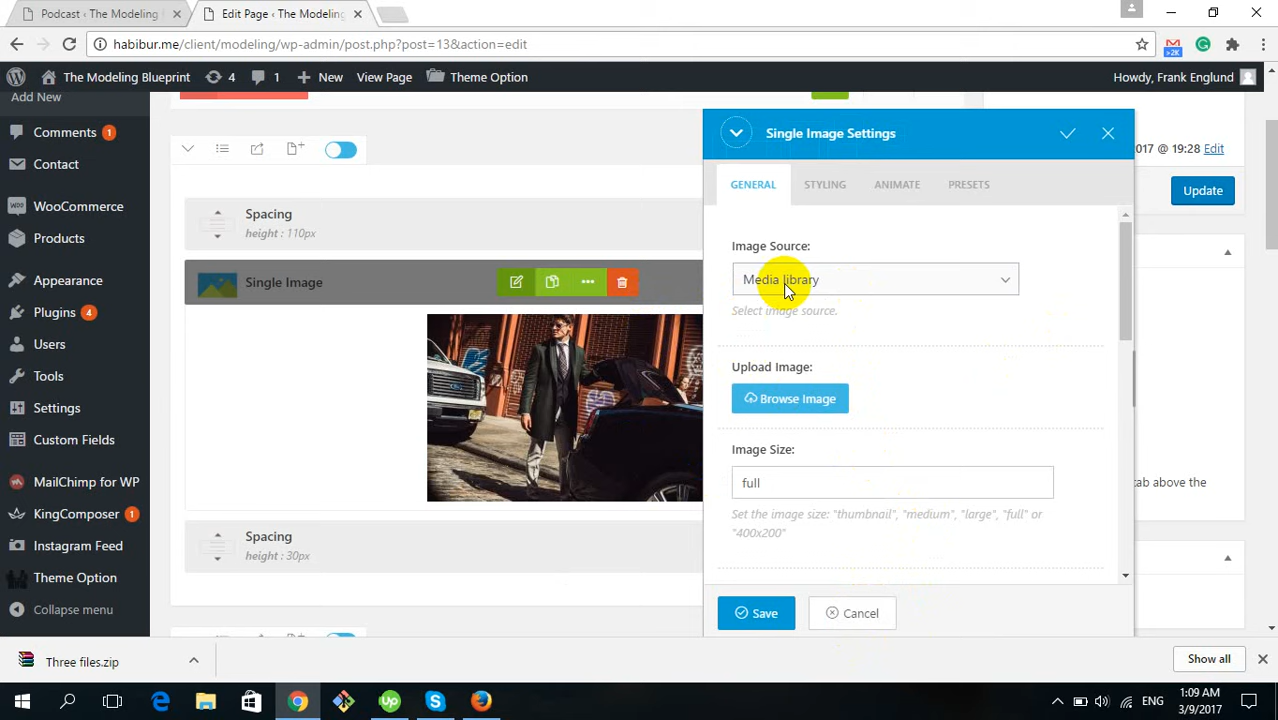 Podcast ‹ The Modeling
Edit Page ‹ The Modeling
habibur.me/client/modeling/wp-admin/post.php?post=13&action=edit
>2K
The Modeling Blueprint
4
1
New
View Page
Theme Option
Howdy, Frank Englund
Add New
Comments 1
Contact
WooCommerce
Products
Appearance
Plugins 4
Users
Tools
Settings
Custom Fields
MailChimp for WP
KingComposer 1
Instagram Feed
Theme Option
Collapse menu
Spacing
height : 110px
Single Image
Spacing
height : 30px
Single Image Settings
GENERAL
STYLING
ANIMATE
PRESETS
Image Source:
Media library
Select image source.
Upload Image:
Browse Image
Image Size:
full
Set the image size: "thumbnail", "medium", "large", "full" or
"400x200"
Save
Cancel
2017 @ 19:28 Edit
Update
tab above the
Three files.zip
Show all
Up
ENG
1:09 AM
3/9/2017